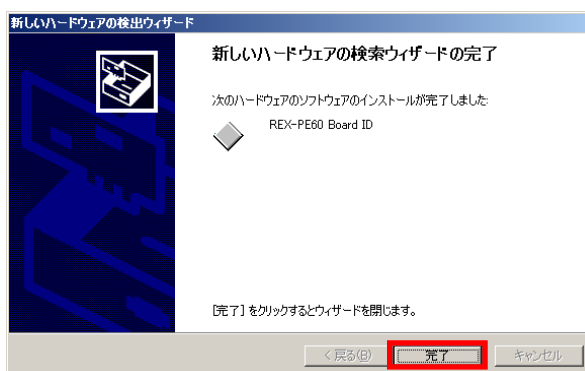 新しいハードウェアの検出ウィザード
新しいハードウェアの検索ウィザードの完了
次のハードウェアのソフトウェアのインストールが完了しました:
REX-PE60 Board ID
[完了] をクリックするとウィザードを閉じます。
< 戻る(B)
完了
キャンセル